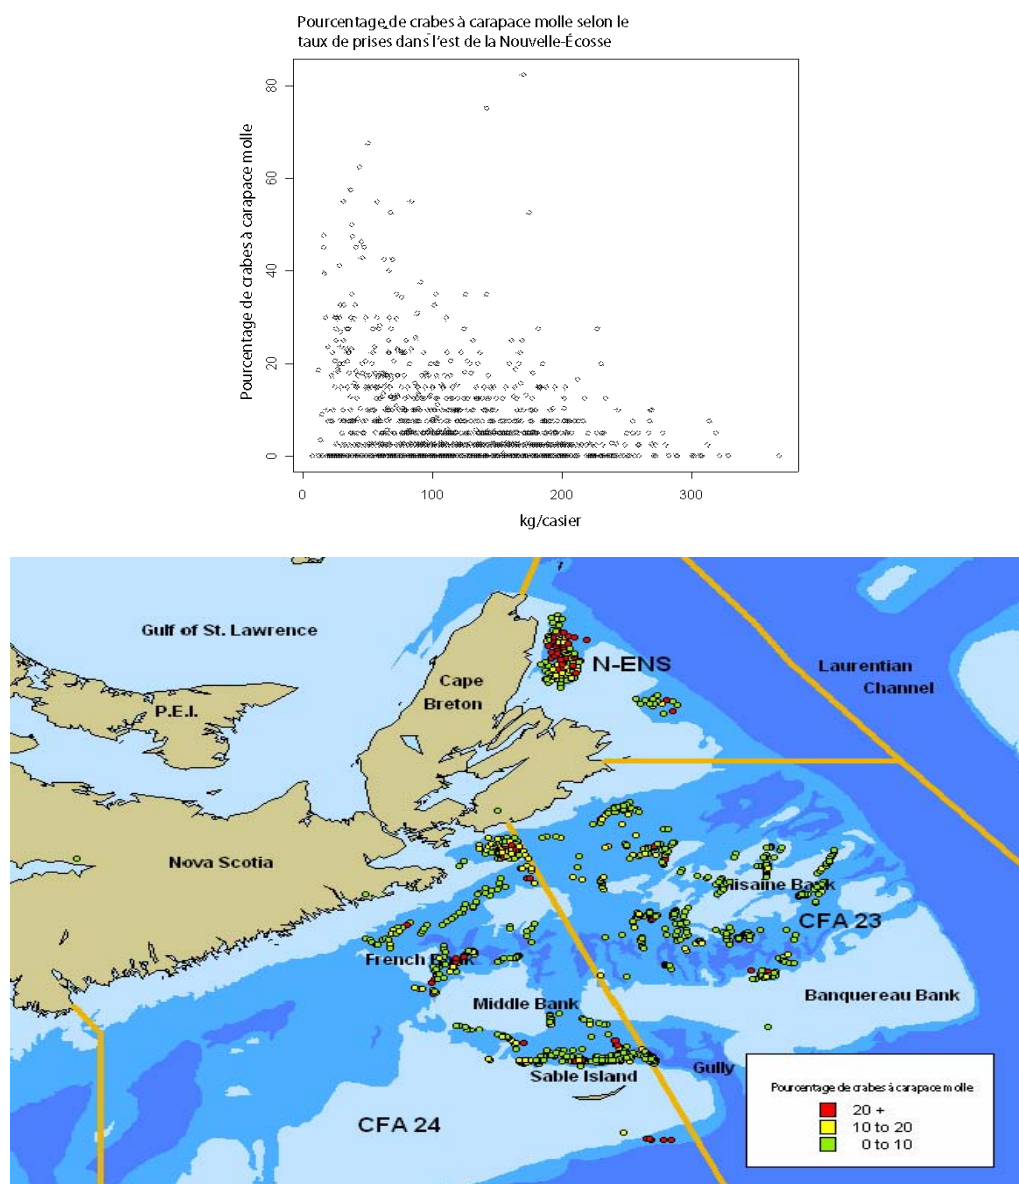 Pourcentage de crabes à carapace molle selon le
taux de prises dans l'est de la Nouvelle-Écosse
Pourcentage de crabes à carapace molle
80
60
40
20
0
0 100 200 300
kg/casier
Gulf of St. Lawrence
N-ENS
Laurentian
Channel
Cape
Breton
P.E.I.
Nova Scotia
Bank
CFA 23
French
Banquereau Bank
Middle Bank
Gully
Sable Island
CFA 24
Pourcentage de crabes à carapace molle
20 +
10 to 20
0 to 10